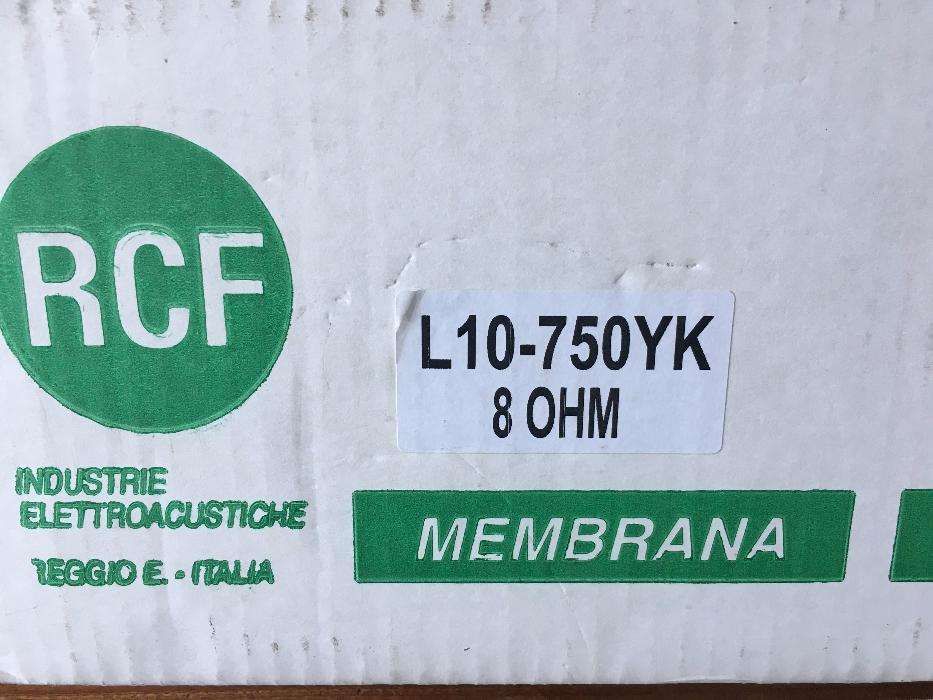 RCF
L10-750YK
8 OHM
INDUSTRIE
ELETTROACUSTICHE
REGGIO E. - ITALIA
MEMBRANA